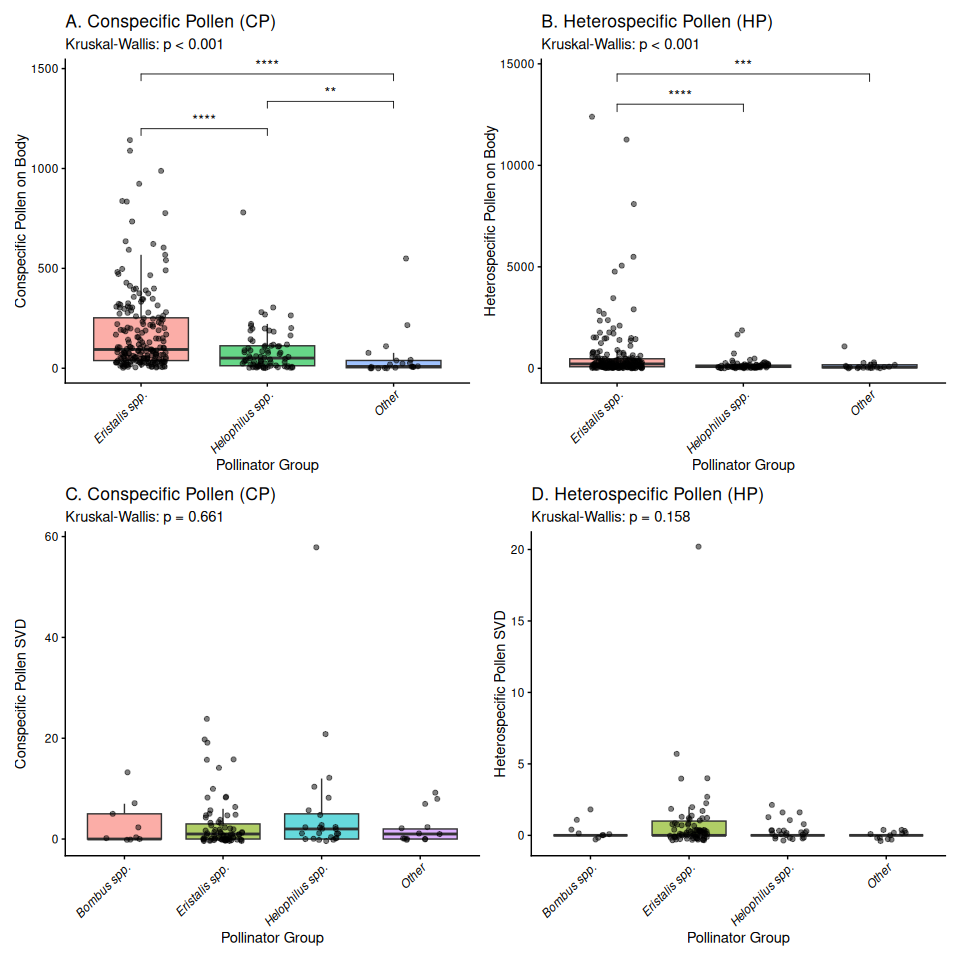 A. Conspecific Pollen (CP)
Kruskal-Wallis: p < 0.001
1500
1000
500
0
Conspecific Pollen on Body
****
**
****
Eristalis spp.
Helophilus spp.
Other
Pollinator Group
B. Heterospecific Pollen (HP)
Kruskal-Wallis: p < 0.001
15000
10000
5000
0
Heterospecific Pollen on Body
***
****
Eristalis spp.
Helophilus spp.
Other
Pollinator Group
C. Conspecific Pollen (CP)
Kruskal-Wallis: p = 0.661
60
40
20
0
Conspecific Pollen SVD
Bombus spp.
Eristalis spp.
Helophilus spp.
Other
Pollinator Group
D. Heterospecific Pollen (HP)
Kruskal-Wallis: p = 0.158
20
15
10
5
0
Heterospecific Pollen SVD
Bombus spp.
Eristalis spp.
Helophilus spp.
Other
Pollinator Group